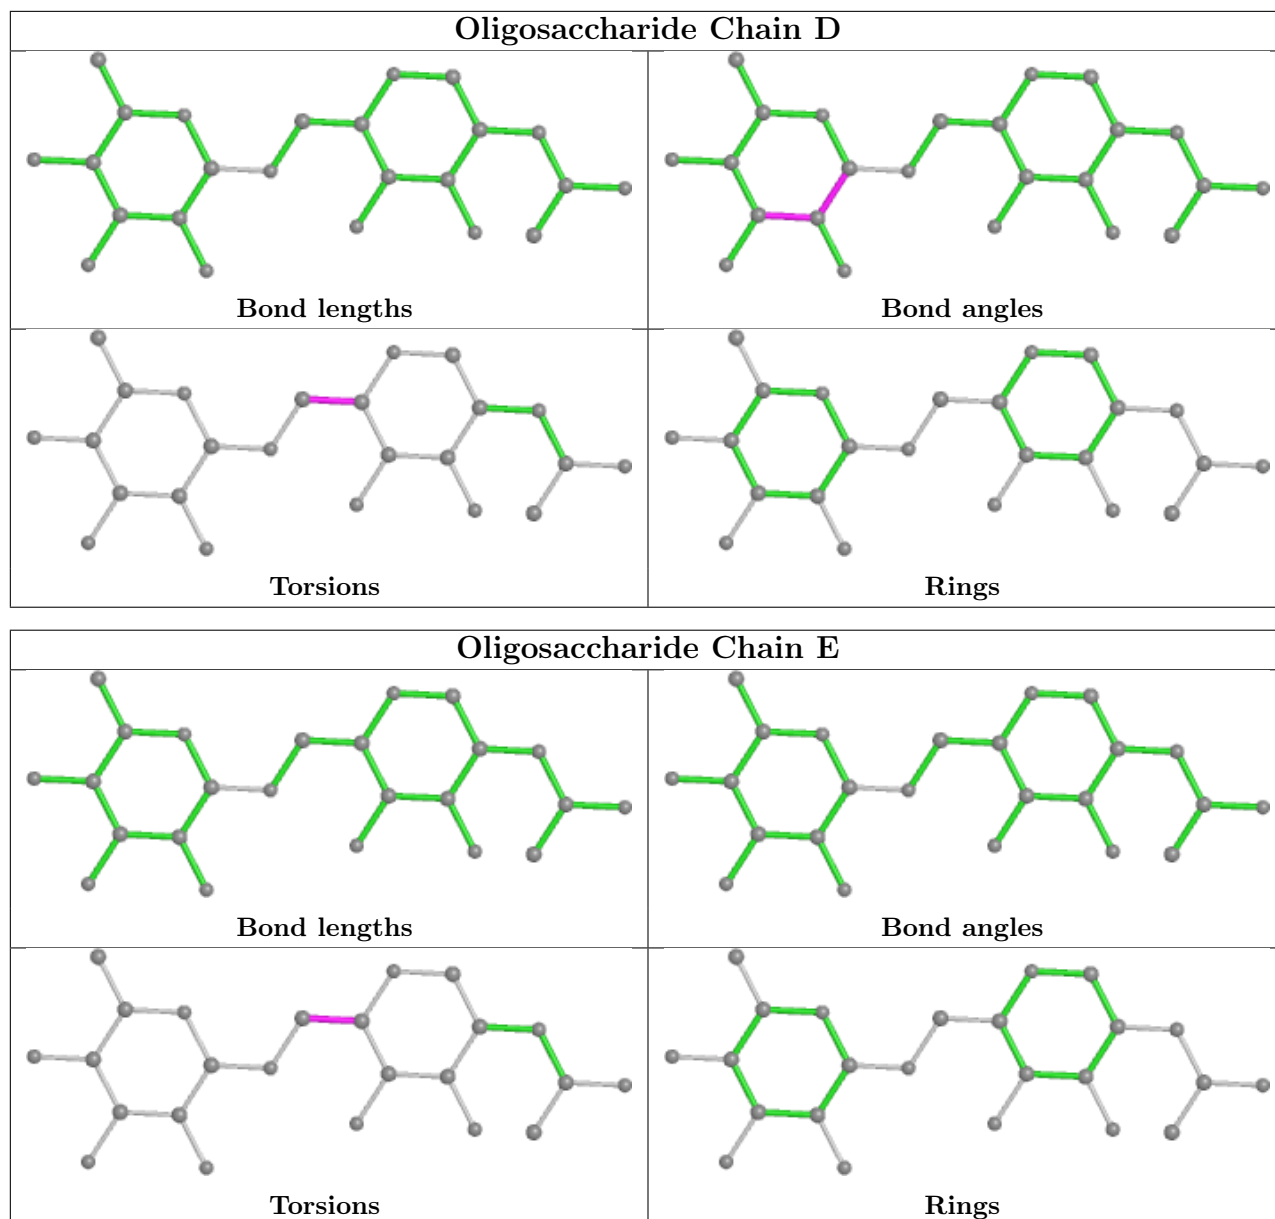 Oligosaccharide Chain D
Bond lengths
Bond angles
Torsions
Rings
Oligosaccharide Chain E
Bond lengths
Bond angles
Torsions
Rings